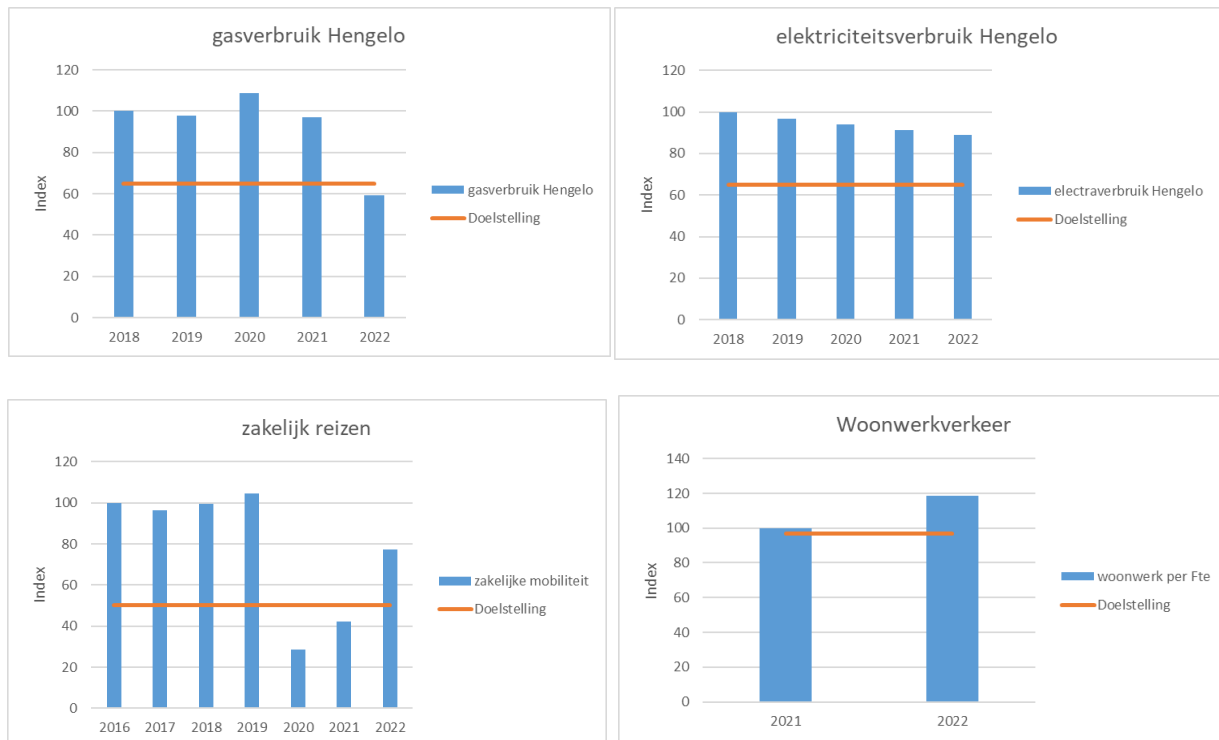 gasverbruik Hengelo
120
100
80
60
40
20
0
Index
2018 2019 2020 2021 2022
gasverbruik Hengelo
Doelstelling
elektriciteitsverbruik Hengelo
120
100
80
60
40
20
0
Index
2018 2019 2020 2021 2022
electraverbruik Hengelo
Doelstelling
zakelijk reizen
120
100
80
60
40
20
0
Index
2016 2017 2018 2019 2020 2021 2022
zakelijke mobiliteit
Doelstelling
Woonwerkverkeer
140
120
100
80
60
40
20
0
Index
2021 2022
woonwerk per Fte
Doelstelling